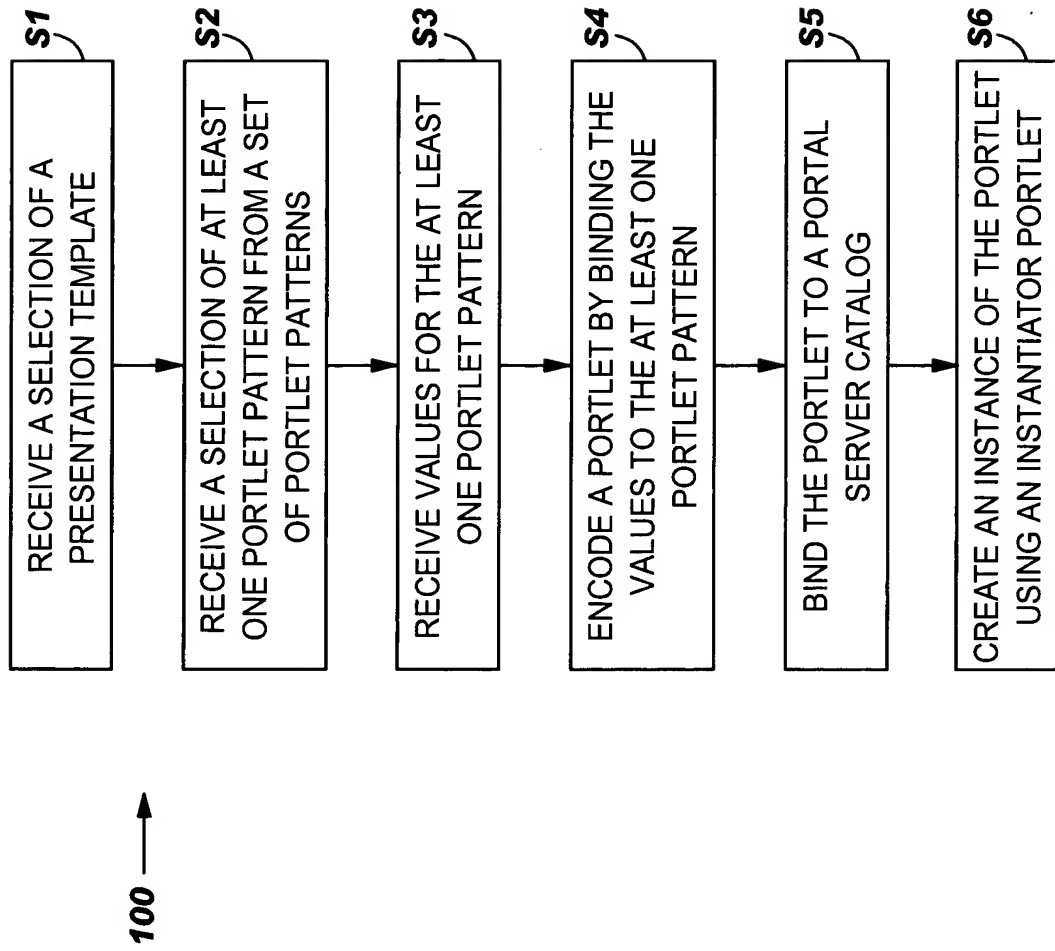 100
RECEIVE A SELECTION OF A
PRESENTATION TEMPLATE
S1
RECEIVE A SELECTION OF AT LEAST
ONE PORTLET PATTERN FROM A SET
OF PORTLET PATTERNS
S2
RECEIVE VALUES FOR THE AT LEAST
ONE PORTLET PATTERN
S3
ENCODE A PORTLET BY BINDING THE
VALUES TO THE AT LEAST ONE
PORTLET PATTERN
S4
BIND THE PORTLET TO A PORTAL
SERVER CATALOG
S5
CREATE AN INSTANCE OF THE PORTLET
USING AN INSTANTIATOR PORTLET
S6